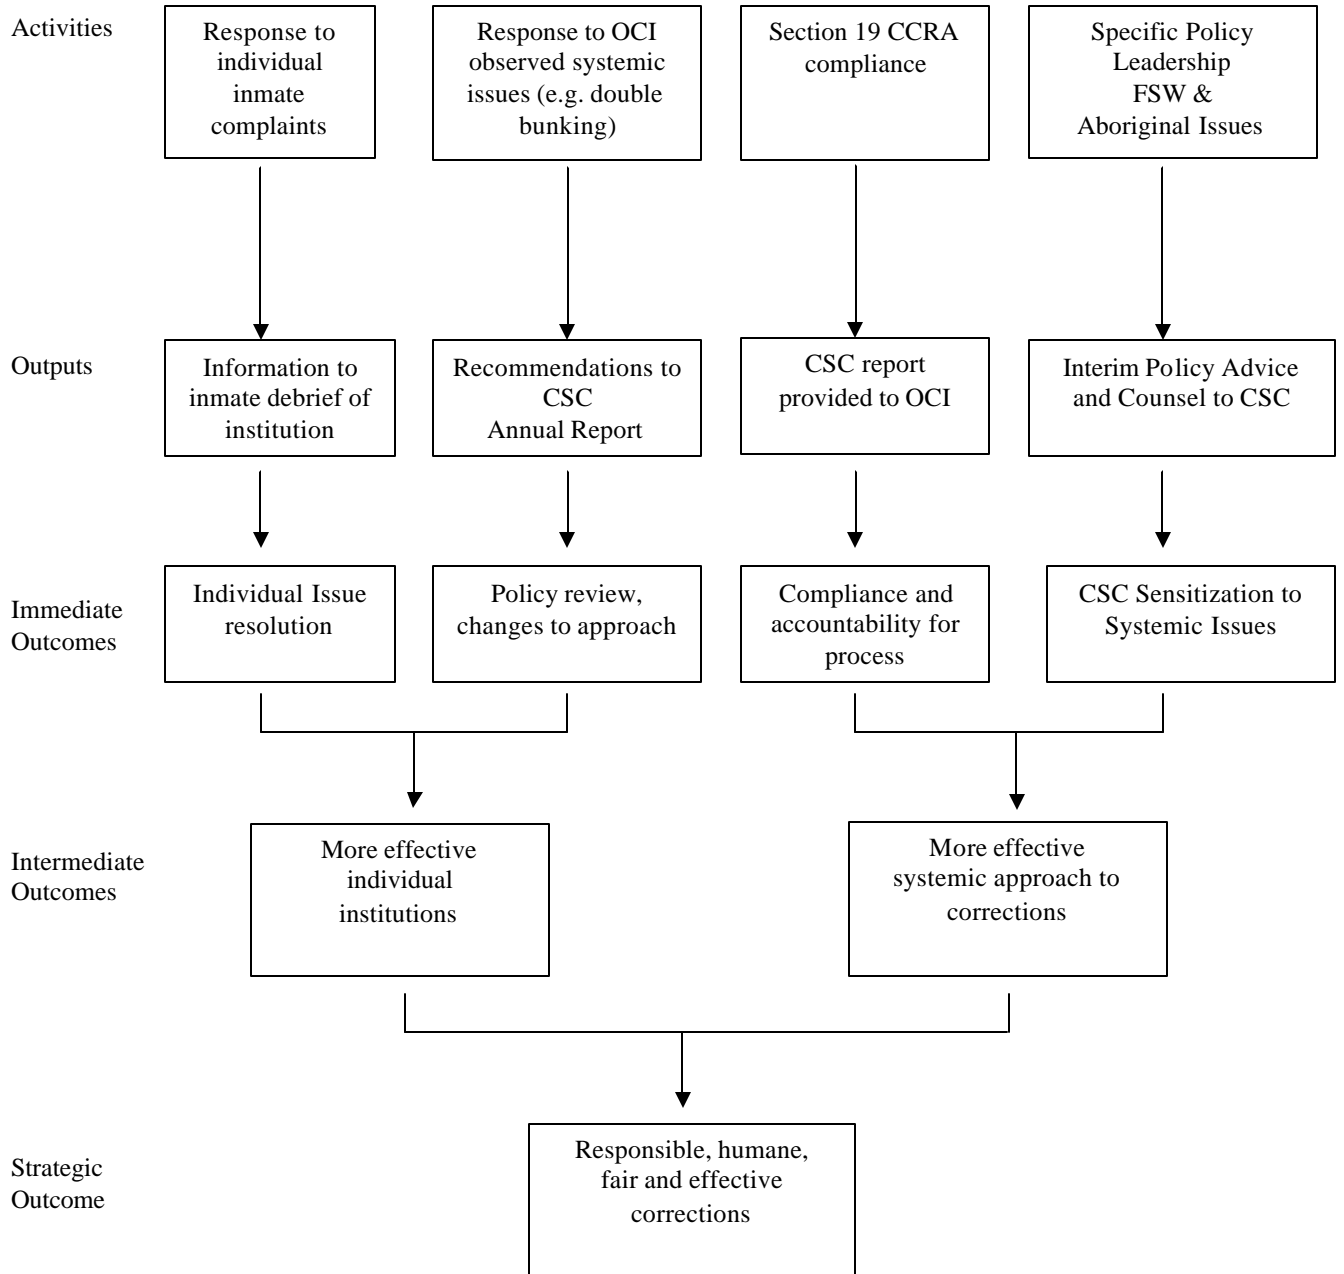 Activities
Response to
individual
inmate
complaints
Response to OCI
observed systemic
issues (e.g. double
bunking)
Section 19 CCRA
compliance
Specific Policy
Leadership
FSW &
Aboriginal Issues
Outputs
Information to
inmate debrief of
institution
Recommendations to
CSC
Annual Report
CSC report
provided to OCI
Interim Policy Advice
and Counsel to CSC
Immediate
Outcomes
Individual Issue
resolution
Policy review,
changes to approach
Compliance and
accountability for
process
CSC Sensitization to
Systemic Issues
Intermediate
Outcomes
More effective
individual
institutions
More effective
systemic approach to
corrections
Strategic
Outcome
Responsible, humane,
fair and effective
corrections